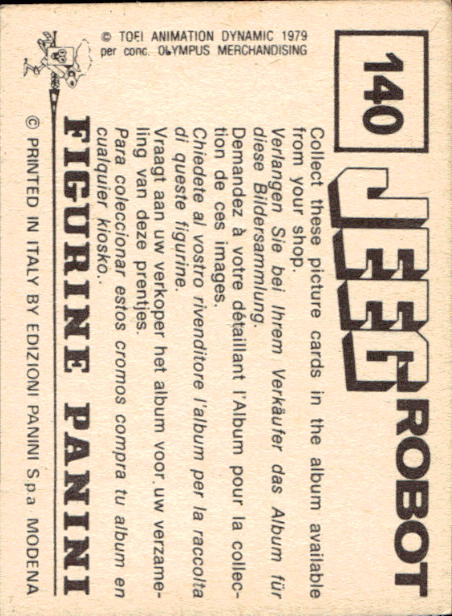 140
JEEG ROBOT
© TOEI ANIMATION DYNAMIC 1979
per conc. OLYMPUS MERCHANDISING
Collect these picture cards in the album available
from your shop.
Verlangen Sie bei Ihrem Verkäufer das Album für
diese Bildersammlung.
Demandez à votre détaillant l'Album pour la collec-
tion de ces images.
Chiedete al vostro rivenditore l'album per la raccolta
di queste figurine.
Vraagt aan uw verkoper het album voor uw verzame-
ling van deze prentjes.
Para coleccionar estos cromos compra tu album en
cualquier kiosko.
FIGURINE PANINI
© PRINTED IN ITALY BY EDIZIONI PANINI S p a MODENA